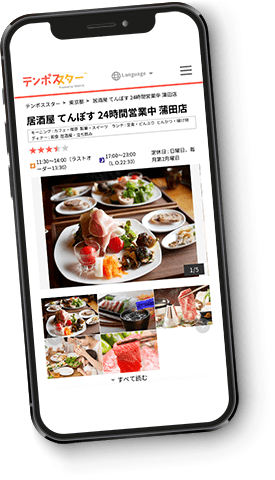 テンポススター
Language
テンポススター > 東京都 > 居酒屋 てんぽす 24時間営業中 蒲田店
居酒屋 てんぽす 24時間営業中 蒲田店
モーニング : カフェ・喫茶 製菓・スイーツ ランチ : 定食・どんぶり とんかつ・揚げ物
ディナー : 和食 居酒屋・立ち飲み
11:30〜14:00（ラストオーダー13:30）
17:00〜23:00 (L.O.22:30)
定休日 : 日曜日、毎月第3月曜日
1/5
すべて読む